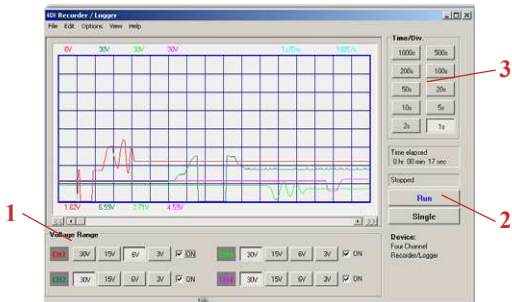 Recorder / Logger
File Edit Options View Help
6V 30V 30V 30V 1s/Div 100S/s
1.62V 6.59V 2.71V 4.53V
Time/Div.
1000s 500s
200s 100s
50s 20s
10s 5s
2s 1s
3
Time elapsed
0 hr 00 min 17 sec
Stopped
Run
Single
2
Device:
Four Channel
Recorder/Logger
1
Voltage Range
CH1 30V 15V 6V 3V ON
30V 15V 6V 3V ON
CH2 30V 15V 6V 3V ON
CH4 30V 15V 6V 3V ON